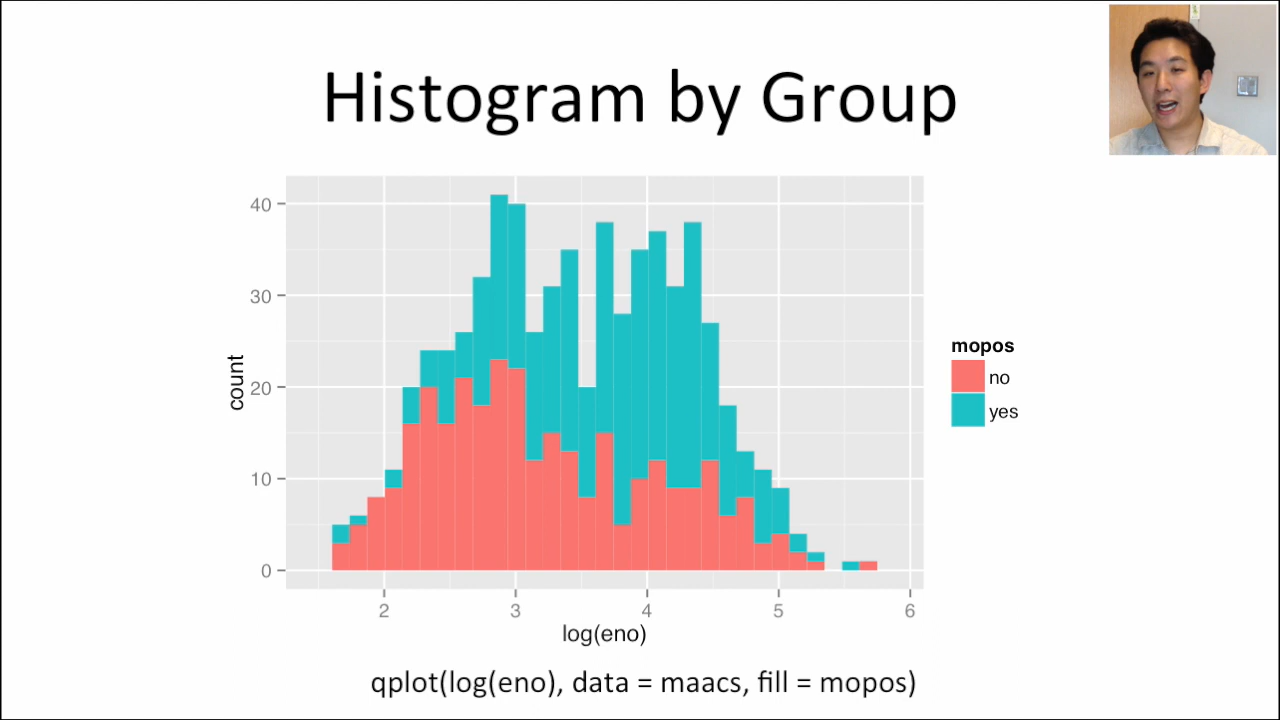 Histogram by Group
40
30
20
10
0
count
2 3 4 5 6
log(eno)
mopos
no
yes
qplot(log(eno), data = maacs, fill = mopos)